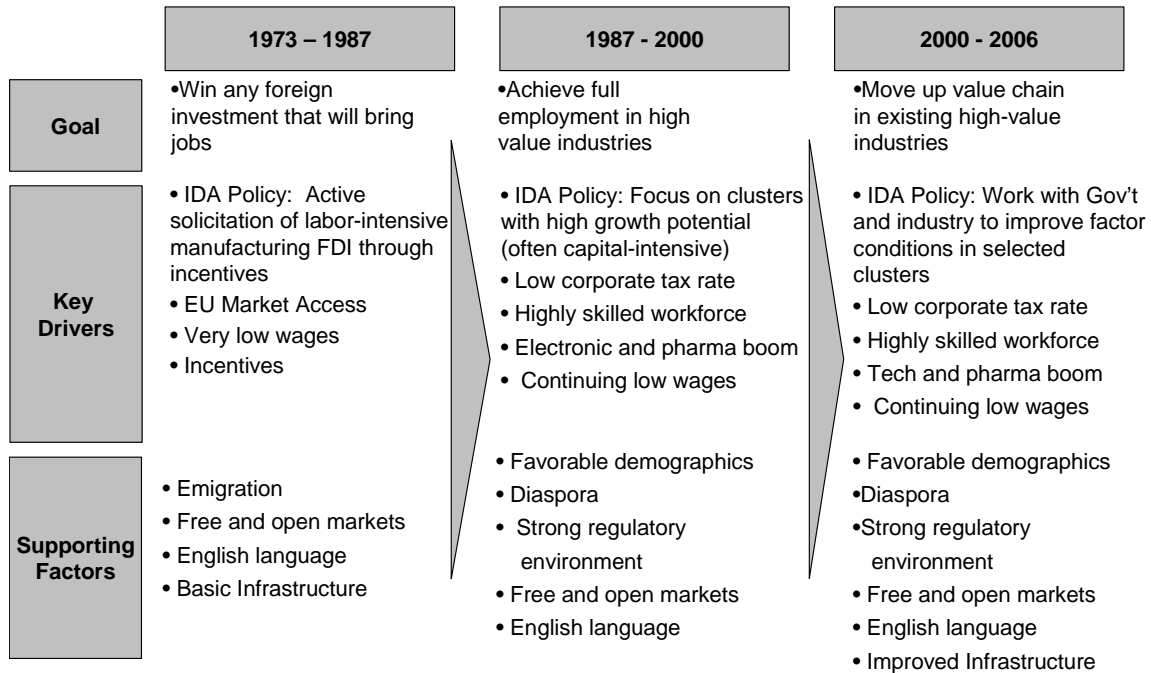 1973 – 1987
1987 - 2000
2000 - 2006
Goal
•Win any foreign
investment that will bring
jobs
•Achieve full
employment in high
value industries
•Move up value chain
in existing high-value
industries
Key
Drivers
• IDA Policy:  Active
solicitation of labor-intensive
manufacturing FDI through
incentives
• EU Market Access
• Very low wages
• Incentives
• IDA Policy: Focus on clusters
with high growth potential
(often capital-intensive)
• Low corporate tax rate
• Highly skilled workforce
• Electronic and pharma boom
•  Continuing low wages
• IDA Policy: Work with Gov’t
and industry to improve factor
conditions in selected
clusters
• Low corporate tax rate
• Highly skilled workforce
• Tech and pharma boom
•  Continuing low wages
Supporting
Factors
• Emigration
• Free and open markets
• English language
• Basic Infrastructure
• Favorable demographics
• Diaspora
•  Strong regulatory
environment
• Free and open markets
• English language
• Favorable demographics
•Diaspora
•Strong regulatory
environment
• Free and open markets
• English language
• Improved Infrastructure